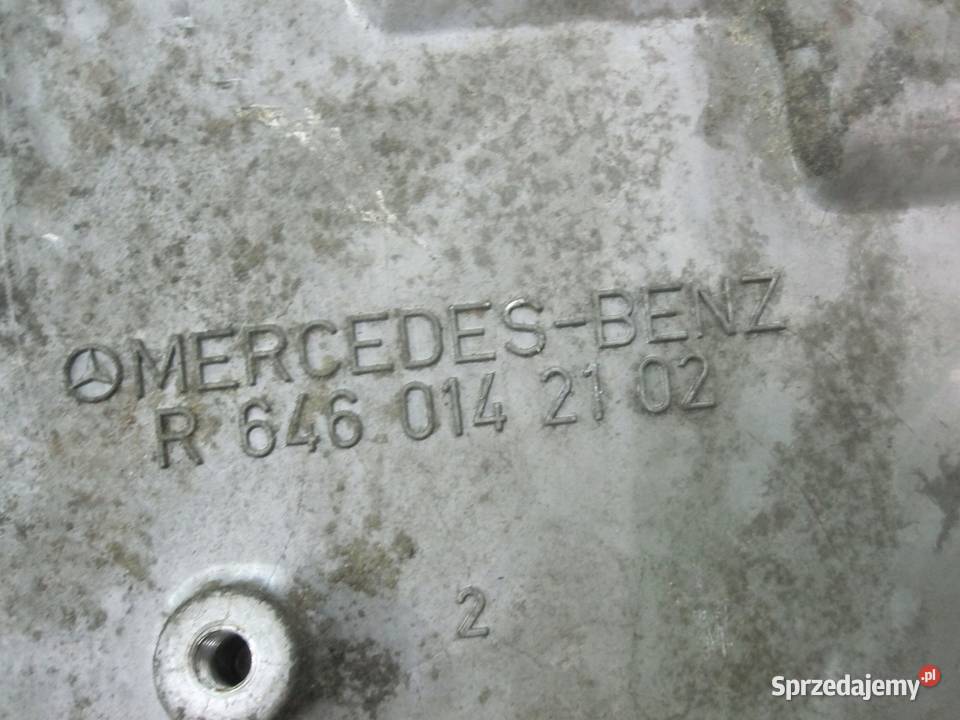 MERCEDES-BENZ
R 646 014 21 02
2
Sprzedajemy.pl